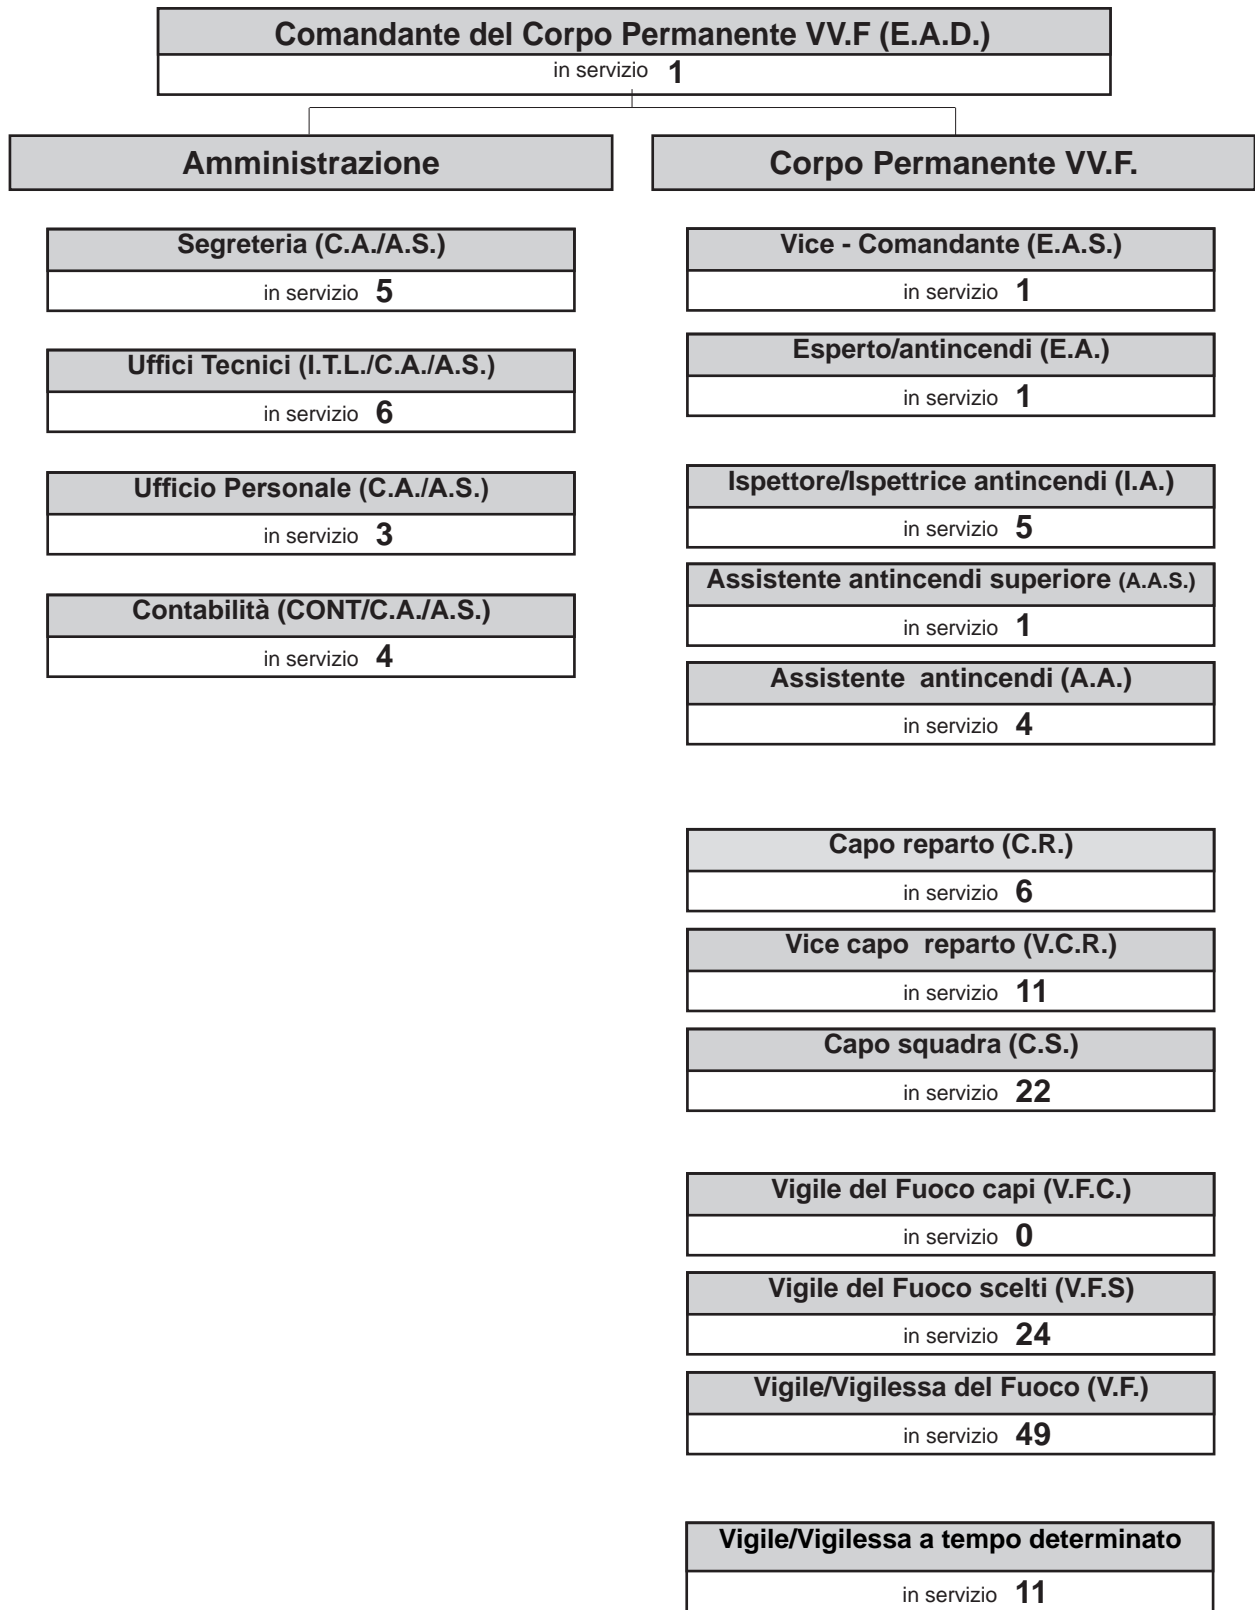 Comandante del Corpo Permanente VV.F (E.A.D.)
in servizio 1
Amministrazione
Segreteria (C.A./A.S.)
in servizio 5
Uffici Tecnici (I.T.L./C.A./A.S.)
in servizio 6
Ufficio Personale (C.A./A.S.)
in servizio 3
Contabilità (CONT/C.A./A.S.)
in servizio 4
Corpo Permanente VV.F.
Vice - Comandante (E.A.S.)
in servizio 1
Esperto/antincendi (E.A.)
in servizio 1
Ispettore/Ispettrice antincendi (I.A.)
in servizio 5
Assistente antincendi superiore (A.A.S.)
in servizio 1
Assistente antincendi (A.A.)
in servizio 4
Capo reparto (C.R.)
in servizio 6
Vice capo reparto (V.C.R.)
in servizio 11
Capo squadra (C.S.)
in servizio 22
Vigile del Fuoco capi (V.F.C.)
in servizio 0
Vigile del Fuoco scelti (V.F.S)
in servizio 24
Vigile/Vigilessa del Fuoco (V.F.)
in servizio 49
Vigile/Vigilessa a tempo determinato
in servizio 11